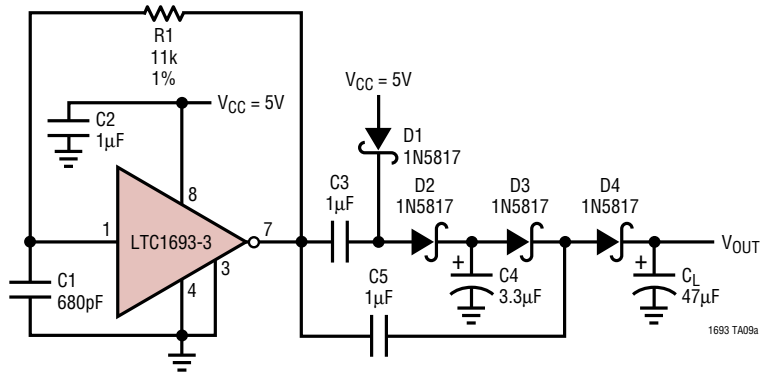 R1
11k
1%
VCC = 5V
C2
1μF
8
1
LTC1693-3
7
3
4
C1
680pF
VCC = 5V
D1
1N5817
C3
1μF
D2
1N5817
D3
1N5817
D4
1N5817
VOUT
+
C4
3.3μF
+
CL
47μF
C5
1μF
1693 TA09a